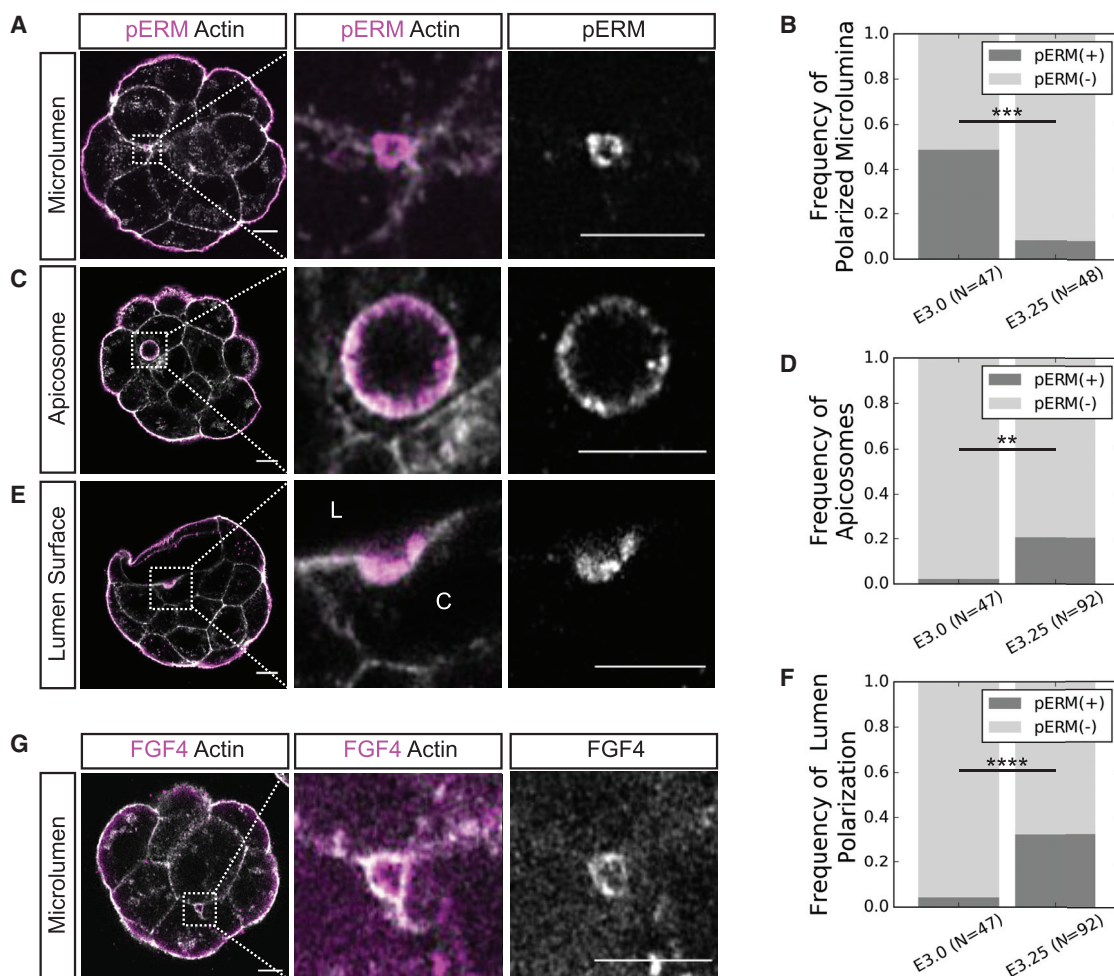 A
pERM Actin
pERM Actin
pERM
Microlumen
B
Frequency of
Polarized Microlumina
1.0
0.8
0.6
0.4
0.2
0.0
pERM(+)
pERM(-)
***
E3.0 (N=47)
E3.25 (N=48)
C
Apicosome
D
Frequency of
Apicosomes
1.0
0.8
0.6
0.4
0.2
0.0
pERM(+)
pERM(-)
**
E3.0 (N=47)
E3.25 (N=92)
E
Lumen Surface
L
C
F
Frequency of Lumen
Polarization
1.0
0.8
0.6
0.4
0.2
0.0
pERM(+)
pERM(-)
****
E3.0 (N=47)
E3.25 (N=92)
G
FGF4 Actin
FGF4 Actin
FGF4
Microlumen